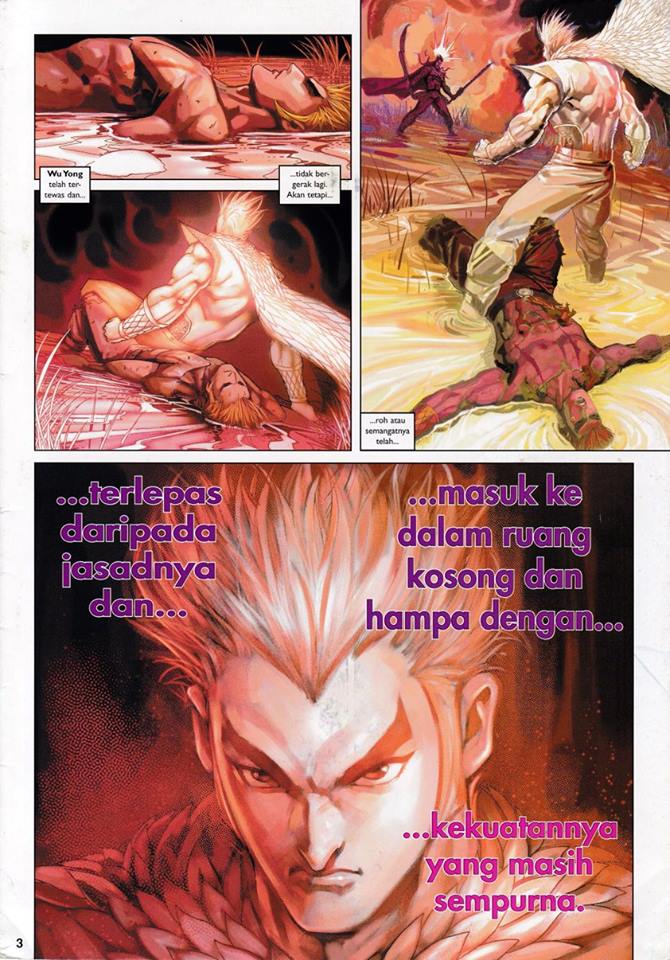 Wu Yong
telah ter-
tewas dan...
...tidak ber-
gerak lagi.
Akan tetapi...
...roh atau
semangatnya
telah...
...terlepas
daripada
jasadnya
dan...
...masuk ke
dalam ruang
kosong dan
hampa dengan...
...kekuatannya
yang masih
sempurna.
3